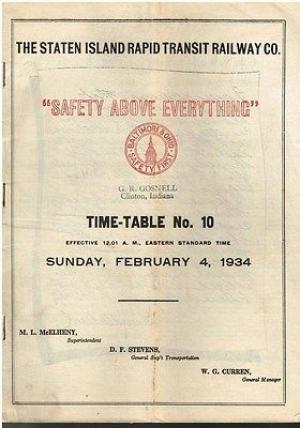 THE STATEN ISLAND RAPID TRANSIT RAILWAY CO.
"SAFETY ABOVE EVERYTHING"
BALTIMORE & OHIO
SAFETY FIRST
G. R. GOSNELL
Clinton, Indiana
TIME-TABLE No. 10
EFFECTIVE 12.01 A. M., EASTERN STANDARD TIME
SUNDAY, FEBRUARY 4, 1934
M. L. McELHENY,
Superintendent
D. F. STEVENS,
General Sup't Transportation
W. G. CURREN,
General Manager